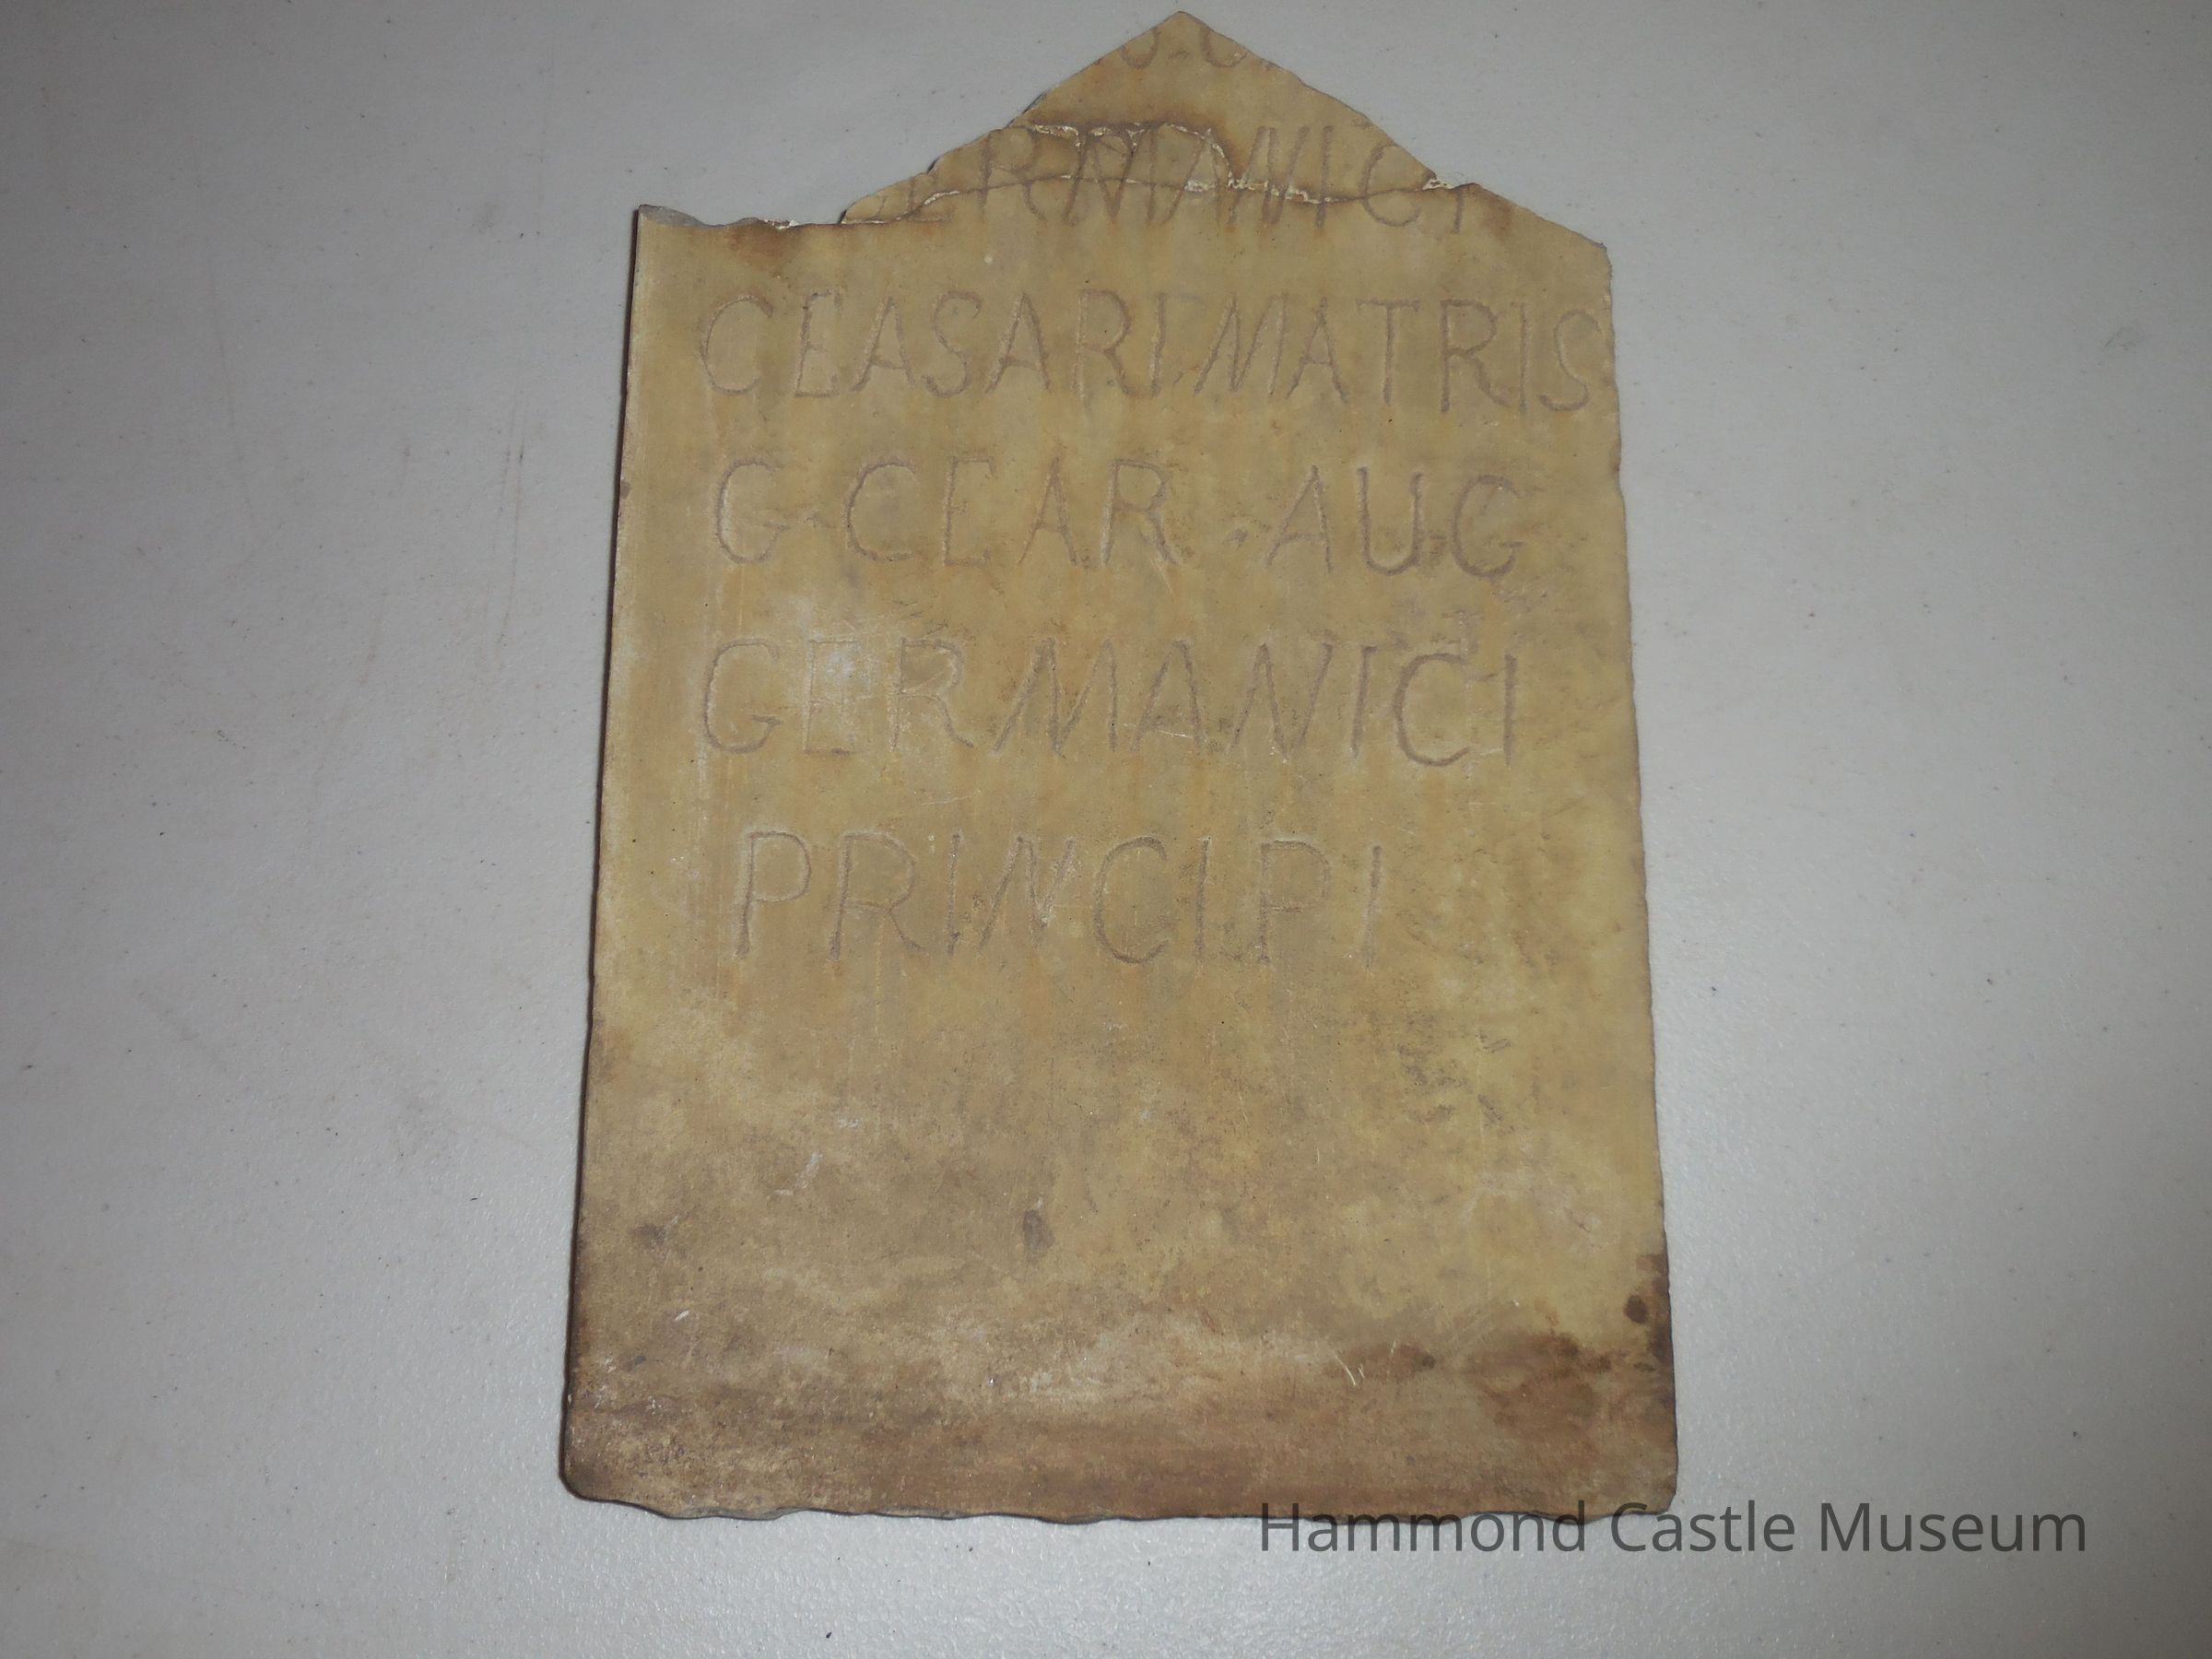 GERMANICI
CEASARI·MATRIS
G·CEAR·AUG
GERMANICI
PRINCIPI
Hammond Castle Museum